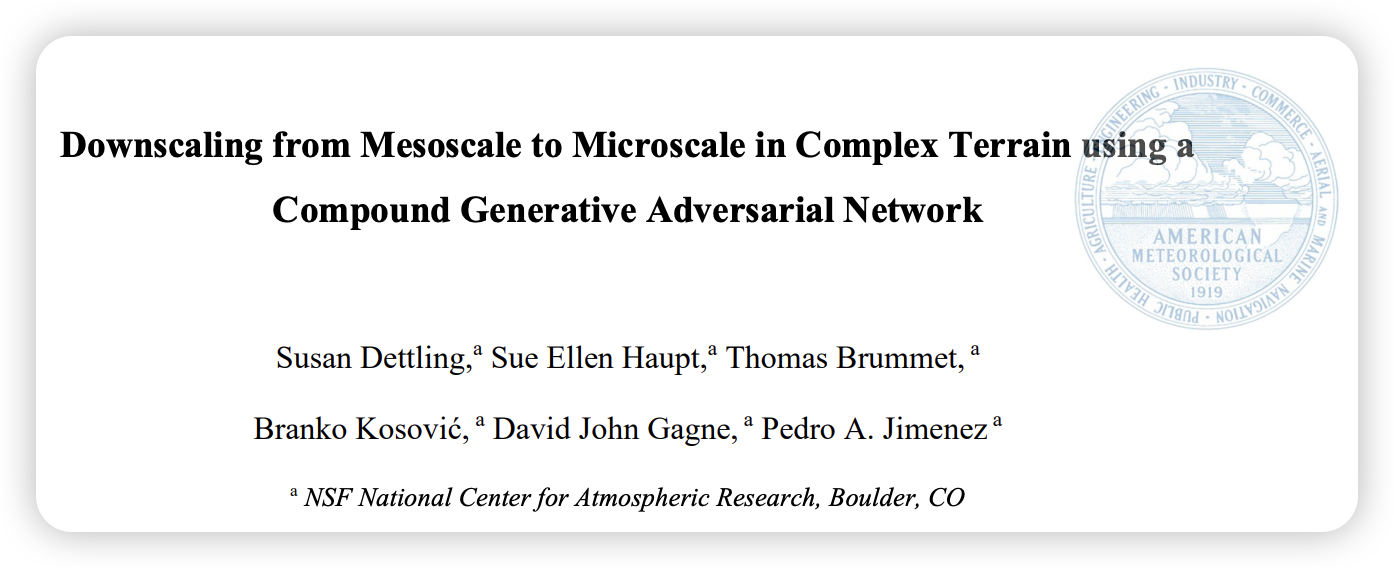 Downscaling from Mesoscale to Microscale in Complex Terrain using a
Compound Generative Adversarial Network
AGRICULTURE · ENGINEERING · INDUSTRY · COMMERCE · AERIAL AND MARINE NAVIGATION · PUBLIC HEALTH ·
AMERICAN
METEOROLOGICAL
SOCIETY
1919
Susan Dettling,ᵃ Sue Ellen Haupt,ᵃ Thomas Brummet, ᵃ
Branko Kosović, ᵃ David John Gagne, ᵃ Pedro A. Jimenez ᵃ
ᵃ NSF National Center for Atmospheric Research, Boulder, CO